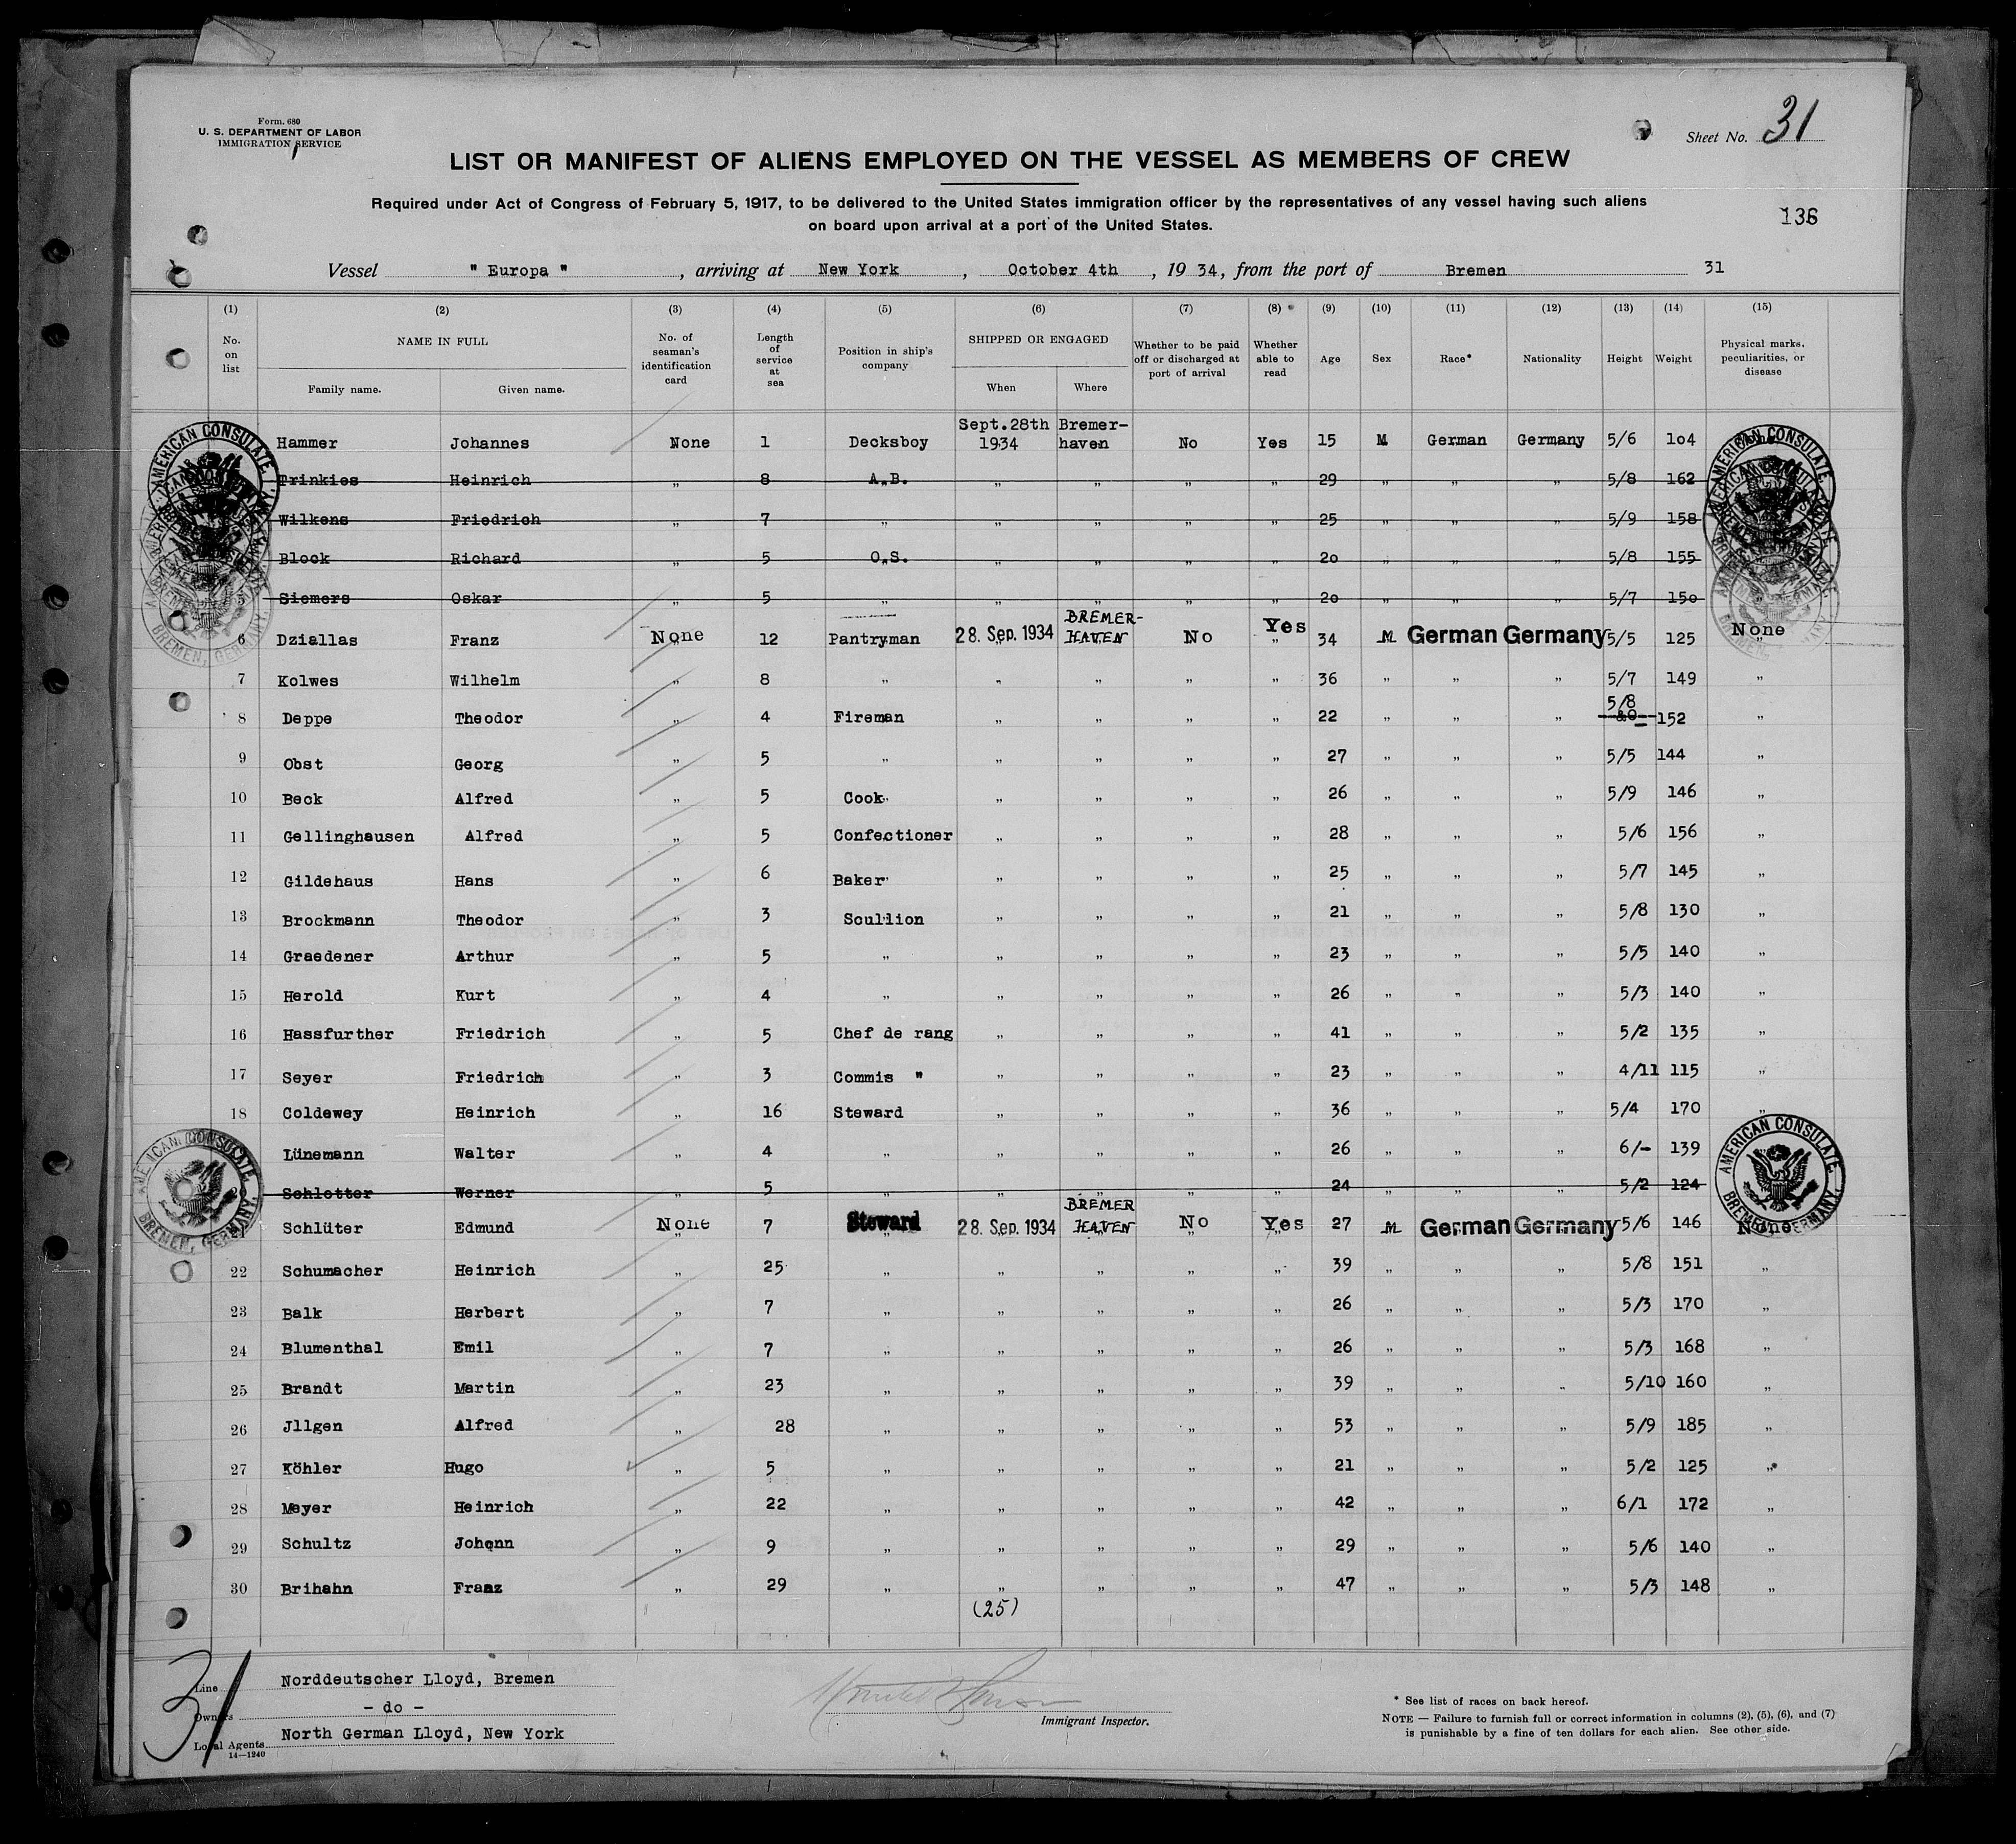 Form. 680
U. S. DEPARTMENT OF LABOR
IMMIGRATION SERVICE
Sheet No. 31
LIST OR MANIFEST OF ALIENS EMPLOYED ON THE VESSEL AS MEMBERS OF CREW
Required under Act of Congress of February 5, 1917, to be delivered to the United States immigration officer by the representatives of any vessel having such aliens
on board upon arrival at a port of the United States.
136
Vessel " Europa " , arriving at New York , October 4th , 19 34, from the port of Bremen 31
(1) (2) (3) (4) (5) (6) (7) (8) (9) (10) (11) (12) (13) (14) (15)
No. on list NAME IN FULL Family name. Given name. No. of seaman's identification card Length of service at sea Position in ship's company SHIPPED OR ENGAGED When Where Whether to be paid off or discharged at port of arrival Whether able to read Age Sex Race* Nationality Height Weight Physical marks, peculiarities, or disease
Hammer Johannes None 1 Decksboy Sept.28th 1934 Bremer-haven No Yes 15 M German Germany 5/6 104
Trinkies Heinrich „ 8 A.B. „ „ „ „ 29 „ „ „ 5/8 162
Wilkens Friedrich „ 7 „ „ „ „ „ 25 „ „ „ 5/9 158
Block Richard „ 5 O.S. „ „ „ „ 20 „ „ „ 5/8 155
5 Siemers Oskar „ 5 „ „ „ „ „ 20 „ „ „ 5/7 150 „
6 Dziallas Franz None 12 Pantryman 28. Sep. 1934 BREMER-HAVEN No Yes 34 M German Germany 5/5 125 None
7 Kolwes Wilhelm „ 8 „ „ „ „ „ 36 „ „ „ 5/7 149 „
8 Deppe Theodor „ 4 Fireman „ „ „ „ 22 „ „ „ 5/8 152 „
9 Obst Georg „ 5 „ „ „ „ „ 27 „ „ „ 5/5 144 „
10 Beck Alfred „ 5 Cook „ „ „ „ 26 „ „ „ 5/9 146 „
11 Gellinghausen Alfred „ 5 Confectioner „ „ „ „ 28 „ „ „ 5/6 156 „
12 Gildehaus Hans „ 6 Baker „ „ „ „ 25 „ „ „ 5/7 145 „
13 Brockmann Theodor „ 3 Scullion „ „ „ „ 21 „ „ „ 5/8 130 „
14 Graedener Arthur „ 5 „ „ „ „ „ 23 „ „ „ 5/5 140 „
15 Herold Kurt „ 4 „ „ „ „ „ 26 „ „ „ 5/3 140 „
16 Hassfurther Friedrich „ 5 Chef de rang „ „ „ „ 41 „ „ „ 5/2 135 „
17 Seyer Friedrich „ 3 Commis " „ „ „ „ 23 „ „ „ 4/11 115 „
18 Coldewey Heinrich „ 16 Steward „ „ „ „ 36 „ „ „ 5/4 170 „
Lünemann Walter „ 4 „ „ „ „ „ 26 „ „ „ 6/- 139
Schlotter Werner „ 5 „ „ „ „ „ 24 „ „ „ 5/2 124
Schlüter Edmund None 7 Steward 28. Sep. 1934 BREMER HAVEN No Yes 27 M German Germany 5/6 146 None
22 Schumacher Heinrich „ 25 „ „ „ „ „ 39 „ „ „ 5/8 151 „
23 Balk Herbert „ 7 „ „ „ „ „ 26 „ „ „ 5/3 170 „
24 Blumenthal Emil „ 7 „ „ „ „ „ 26 „ „ „ 5/3 168 „
25 Brandt Martin „ 23 „ „ „ „ „ 39 „ „ „ 5/10 160 „
26 Jllgen Alfred „ 28 „ „ „ „ „ 53 „ „ „ 5/9 185 „
27 Köhler Hugo „ 5 „ „ „ „ „ 21 „ „ „ 5/2 125 „
28 Meyer Heinrich „ 22 „ „ „ „ „ 42 „ „ „ 6/1 172 „
29 Schultz Johann „ 9 „ „ „ „ „ 29 „ „ „ 5/6 140 „
30 Brihahn Franz „ 29 „ „ „ „ „ 47 „ „ „ 5/3 148 „
(25)
AMERICAN CONSULATE BREMEN, GERMANY
AMERICAN CONSULATE BREMEN, GERMANY
AMERICAN CONSULATE BREMEN, GERMANY
AMERICAN CONSULATE BREMEN, GERMANY
31
Line Norddeutscher Lloyd, Bremen
Owners - do -
Local Agents North German Lloyd, New York
14—1240
Immigrant Inspector.
* See list of races on back hereof.
NOTE — Failure to furnish full or correct information in columns (2), (5), (6), and (7)
is punishable by a fine of ten dollars for each alien. See other side.